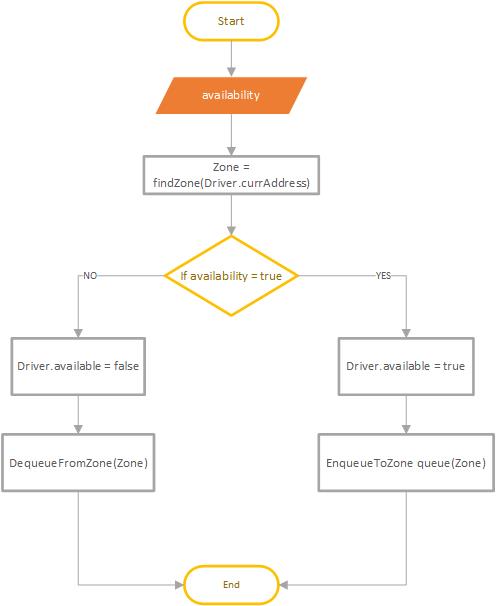 Start
availability
Zone =
findZone(Driver.currAddress)
If availability = true
NO
YES
Driver.available = false
Driver.available = true
DequeueFromZone(Zone)
EnqueueToZone queue(Zone)
End